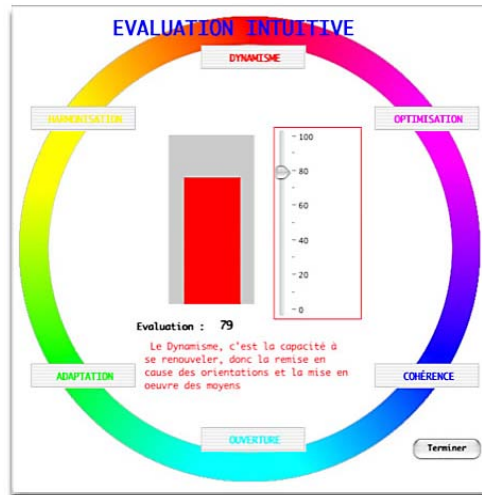 EVALUATION INTUITIVE
DYNAMISME
HARMONISATION
OPTIMISATION
100
80
60
40
20
0
Evaluation : 79
Le Dynamisme, c'est la capacité à
se renouveler, donc la remise en
cause des orientations et la mise en
oeuvre des moyens
ADAPTATION
COHÉRENCE
OUVERTURE
Terminer